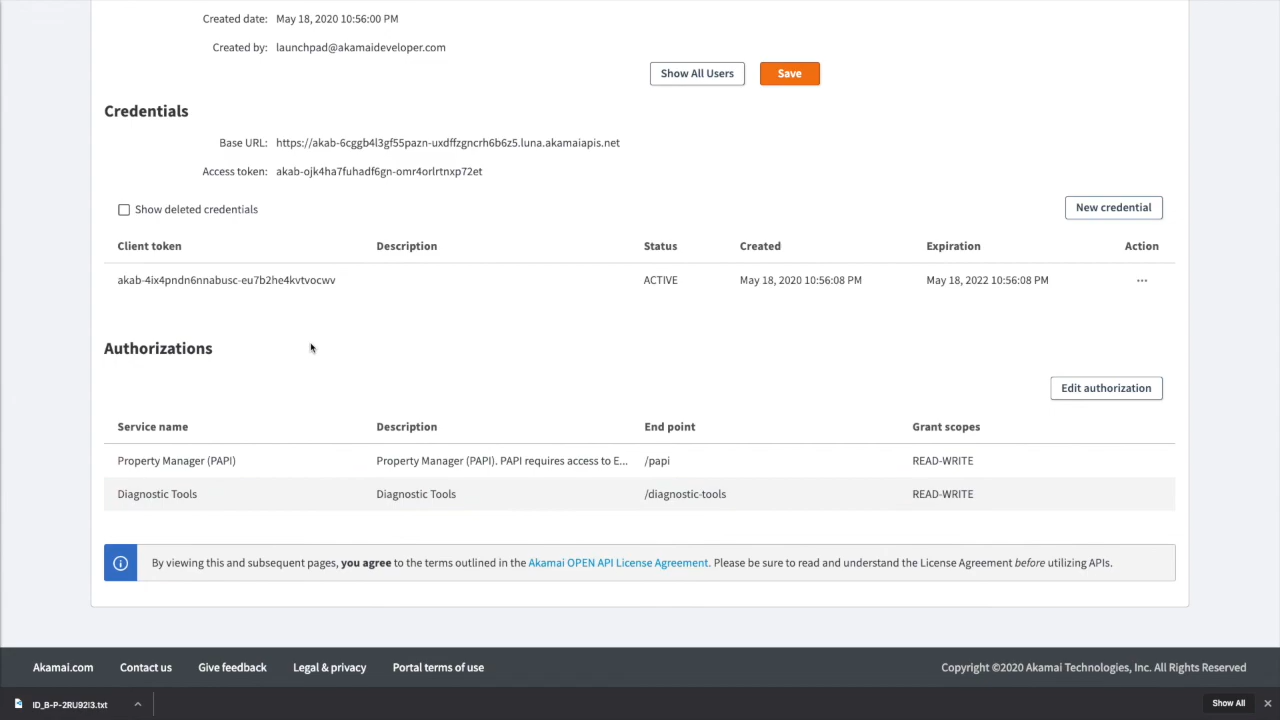 Created date: May 18, 2020 10:56:00 PM
Created by: launchpad@akamaideveloper.com
Show All Users Save
Credentials
Base URL: https://akab-6cggb4l3gf55pazn-uxdffzgncrh6b6z5.luna.akamaiapis.net
Access token: akab-ojk4ha7fuhadf6gn-omr4orlrtnxp72et
Show deleted credentials New credential
Client token Description Status Created Expiration Action
akab-4ix4pndn6nnabusc-eu7b2he4kvtvocwv ACTIVE May 18, 2020 10:56:08 PM May 18, 2022 10:56:08 PM ...
Authorizations
Edit authorization
Service name Description End point Grant scopes
Property Manager (PAPI) Property Manager (PAPI). PAPI requires access to E... /papi READ-WRITE
Diagnostic Tools Diagnostic Tools /diagnostic-tools READ-WRITE
By viewing this and subsequent pages, you agree to the terms outlined in the Akamai OPEN API License Agreement. Please be sure to read and understand the License Agreement before utilizing APIs.
Akamai.com Contact us Give feedback Legal & privacy Portal terms of use Copyright ©2020 Akamai Technologies, Inc. All Rights Reserved
ID_B-P-2RU92I3.txt Show All